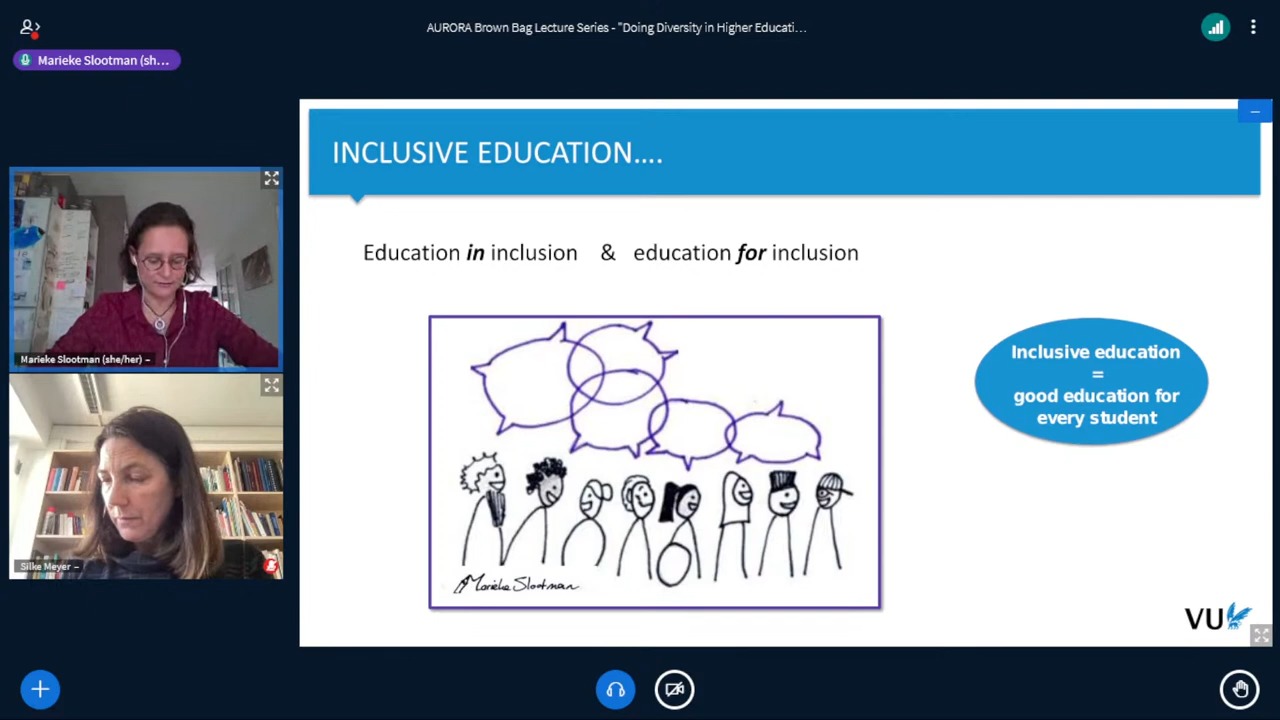 AURORA Brown Bag Lecture Series - "Doing Diversity in Higher Educati…
Marieke Slootman (sh...
INCLUSIVE EDUCATION....
Education in inclusion & education for inclusion
Inclusive education
=
good education for
every student
Marieke Slootman (she/her) –
Silke Meyer –
Marieke Slootman
VU